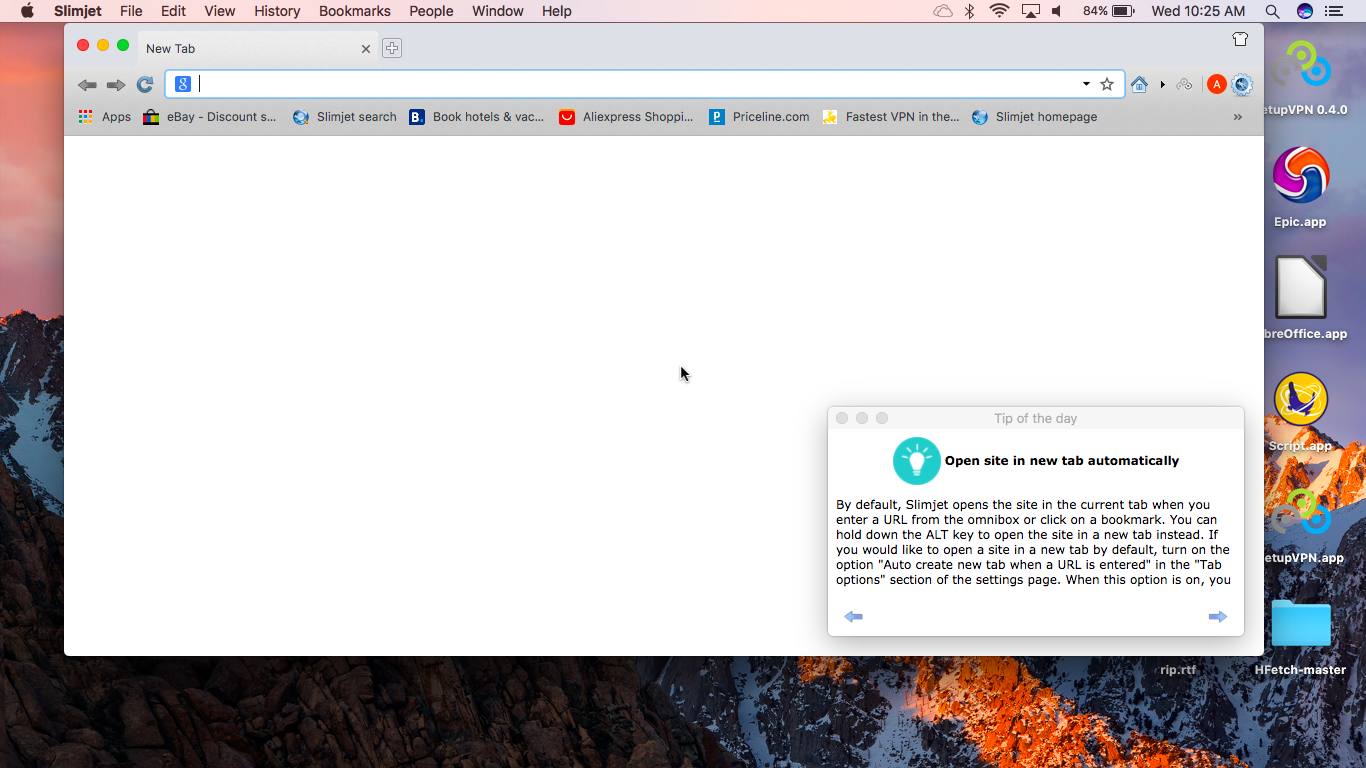 Slimjet File Edit View History Bookmarks People Window Help 84% Wed 10:25 AM
New Tab
g
A
Apps eBay - Discount s... B. Book hotels & vac... Aliexpress Shoppi... p Priceline.com Fastest VPN in the... Slimjet homepage
Slimjet search
»
etupVPN 0.4.0
Epic.app
breOffice.app
Script.app
etupVPN.app
HFetch-master
rip.rtf
Tip of the day
Open site in new tab automatically
By default, Slimjet opens the site in the current tab when you
enter a URL from the omnibox or click on a bookmark. You can
hold down the ALT key to open the site in a new tab instead. If
you would like to open a site in a new tab by default, turn on the
option "Auto create new tab when a URL is entered" in the "Tab
options" section of the settings page. When this option is on, you